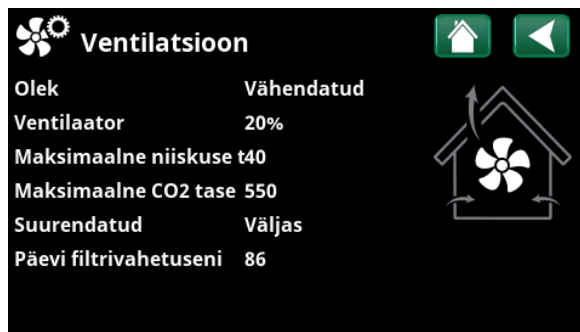 Ventilatsioon
Olek Vähendatud
Ventilaator 20%
Maksimaalne niiskuse t40
Maksimaalne CO2 tase 550
Suurendatud Väljas
Päevi filtrivahetuseni 86